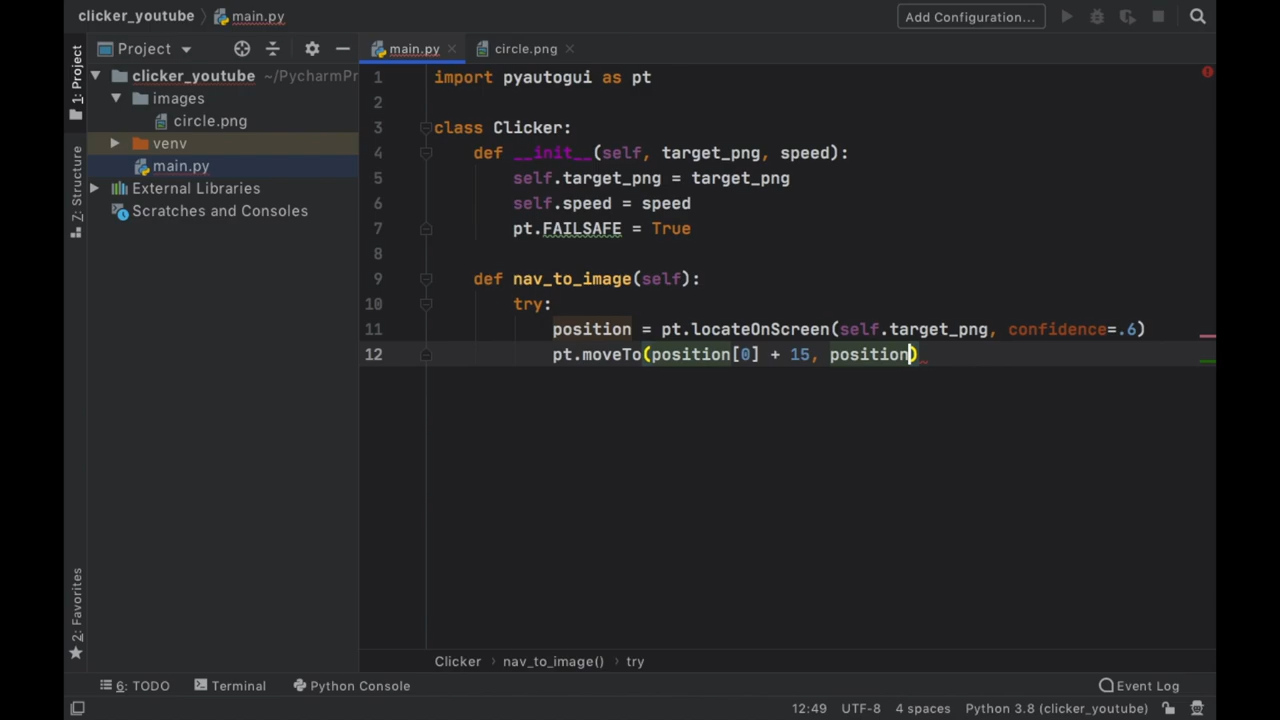 clicker_youtube main.py
Add Configuration...
1: Project
Project
main.py
circle.png
clicker_youtube ~/PycharmPr
images
circle.png
venv
main.py
External Libraries
Scratches and Consoles
7: Structure
2: Favorites
1 import pyautogui as pt
2
3 class Clicker:
4 def __init__(self, target_png, speed):
5 self.target_png = target_png
6 self.speed = speed
7 pt.FAILSAFE = True
8
9 def nav_to_image(self):
10 try:
11 position = pt.locateOnScreen(self.target_png, confidence=.6)
12 pt.moveTo(position[0] + 15, position)
Clicker › nav_to_image() › try
6: TODO Terminal Python Console Event Log
12:49 UTF-8 4 spaces Python 3.8 (clicker_youtube)